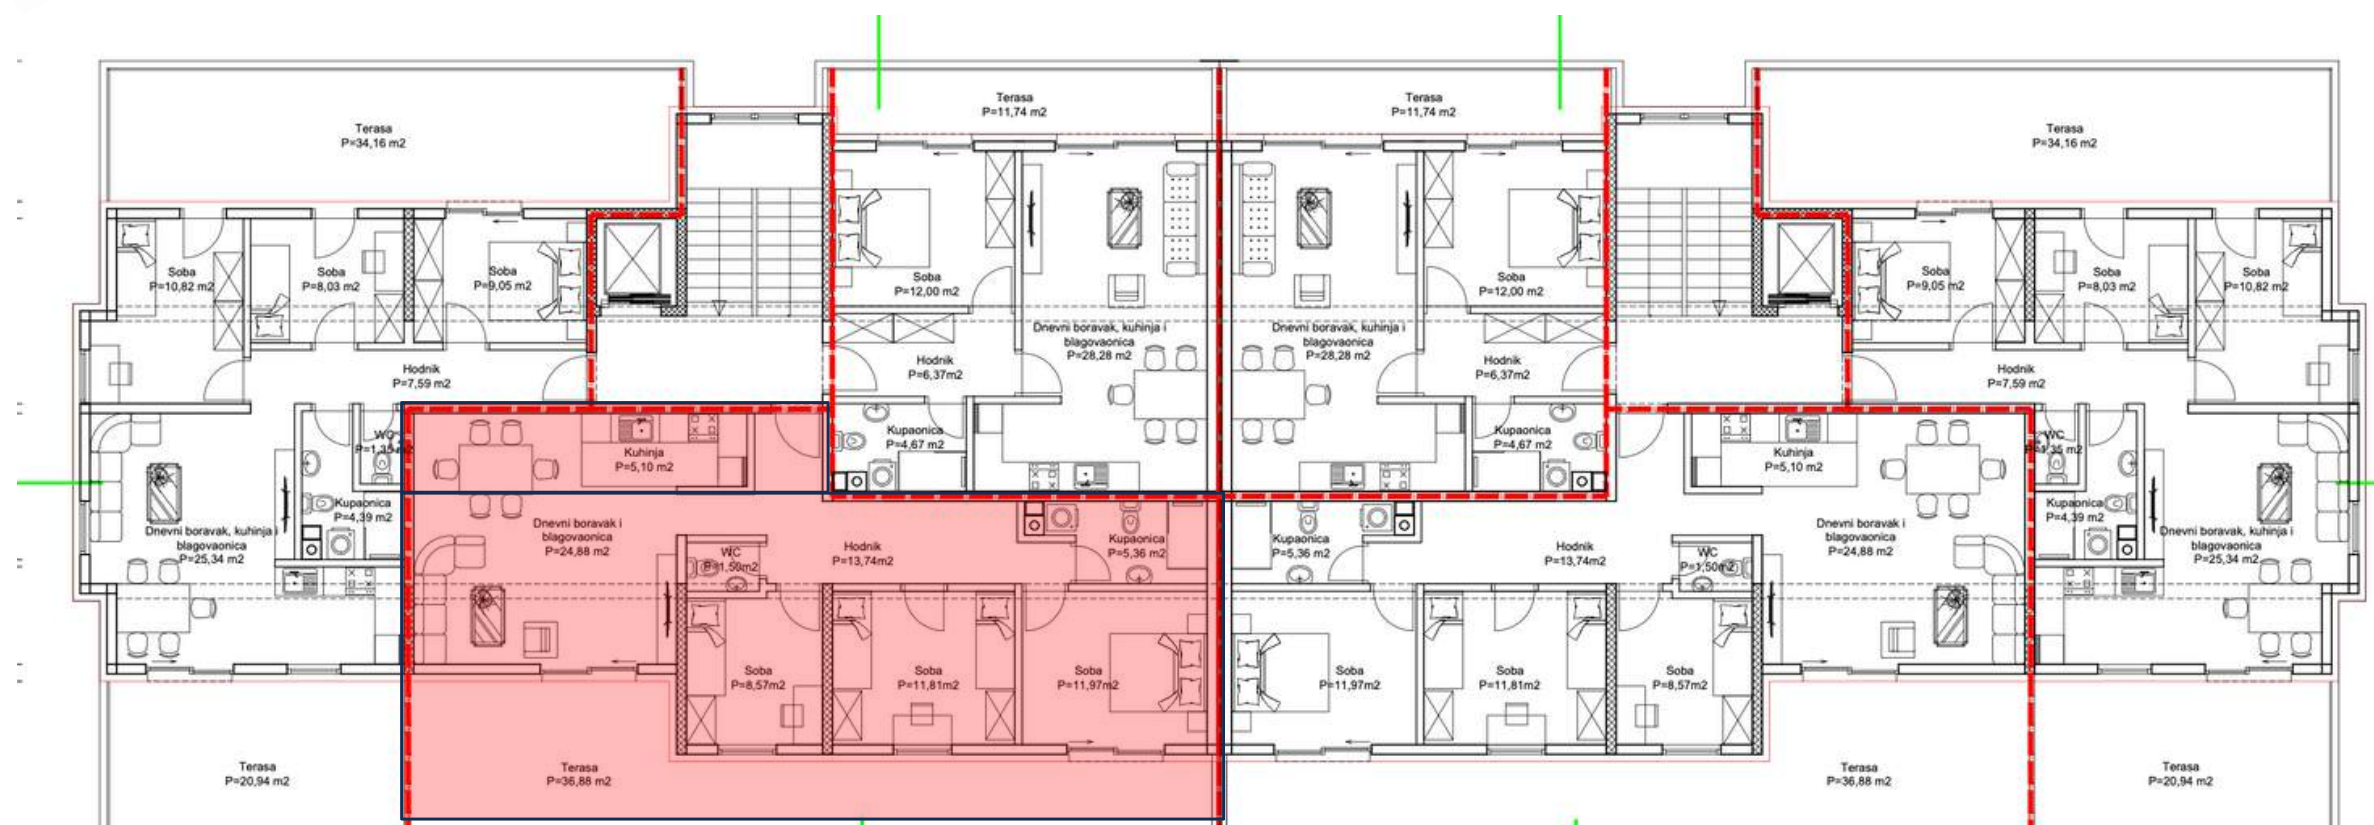 Terasa
P=34,16 m2
Terasa
P=11,74 m2
Terasa
P=11,74 m2
Terasa
P=34,16 m2
Soba
P=10,82 m2
Soba
P=8,03 m2
Soba
P=9,05 m2
Soba
P=12,00 m2
Dnevni boravak, kuhinja i
blagovaonica
P=28,28 m2
Dnevni boravak, kuhinja i
blagovaonica
P=28,28 m2
Soba
P=12,00 m2
Soba
P=9,05 m2
Soba
P=8,03 m2
Soba
P=10,82 m2
Hodnik
P=7,59 m2
Hodnik
P=6,37m2
Hodnik
P=6,37m2
Hodnik
P=7,59 m2
WC
P=1,35 m2
Kuhinja
P=5,10 m2
Kupaonica
P=4,67 m2
Kupaonica
P=4,67 m2
Kuhinja
P=5,10 m2
WC
P=1,35 m2
Dnevni boravak, kuhinja i
blagovaonica
P=25,34 m2
Kupaonica
P=4,39 m2
Dnevni boravak i
blagovaonica
P=24,88 m2
WC
P=1,50m2
Hodnik
P=13,74m2
Kupaonica
P=5,36 m2
Kupaonica
P=5,36 m2
Hodnik
P=13,74m2
WC
P=1,50m2
Dnevni boravak i
blagovaonica
P=24,88 m2
Kupaonica
P=4,39 m2
Dnevni boravak, kuhinja i
blagovaonica
P=25,34 m2
Soba
P=8,57m2
Soba
P=11,81m2
Soba
P=11,97m2
Soba
P=11,97m2
Soba
P=11,81m2
Soba
P=8,57m2
Terasa
P=20,94 m2
Terasa
P=36,88 m2
Terasa
P=36,88 m2
Terasa
P=20,94 m2